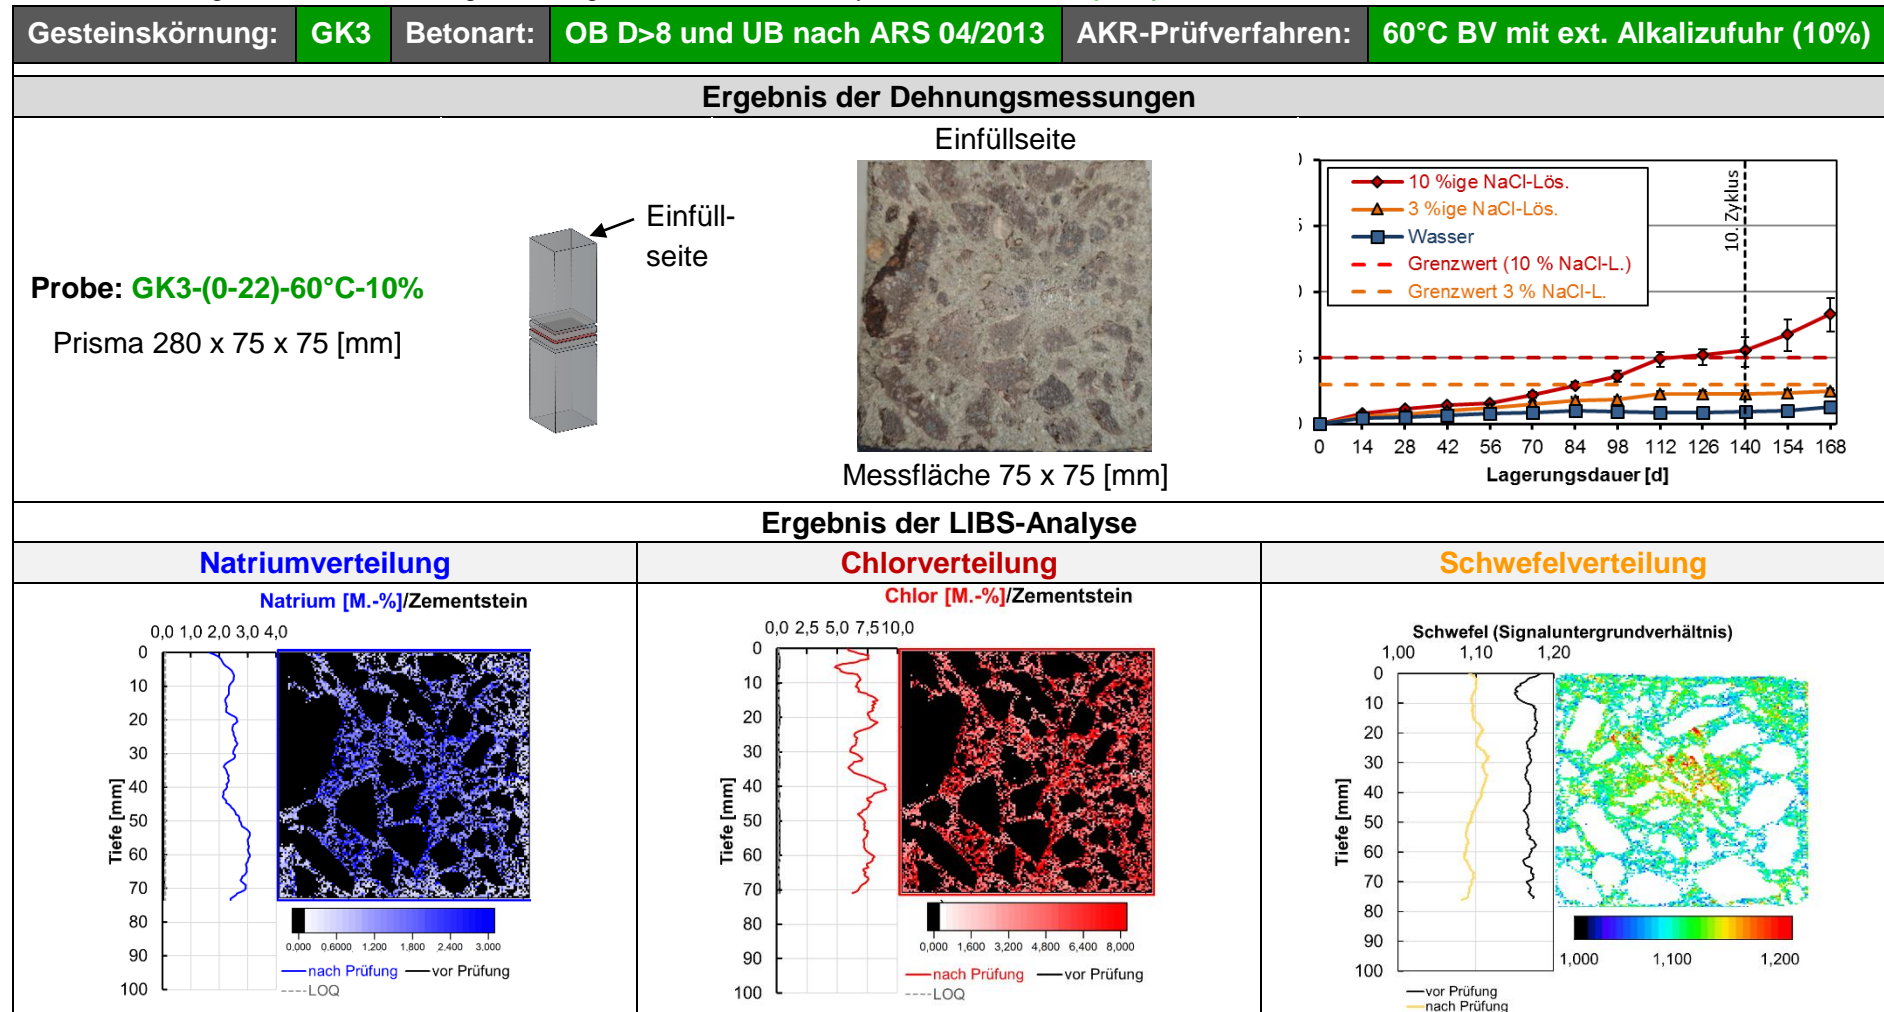 Gesteinskörnung: GK3 Betonart: OB D>8 und UB nach ARS 04/2013 AKR-Prüfverfahren: 60°C BV mit ext. Alkalizufuhr (10%)
Ergebnis der Dehnungsmessungen
Probe: GK3-(0-22)-60°C-10%
Prisma 280 x 75 x 75 [mm]
Einfüll-
seite
Einfüllseite
Messfläche 75 x 75 [mm]
10 %ige NaCl-Lös.
3 %ige NaCl-Lös.
Wasser
Grenzwert (10 % NaCl-L.)
Grenzwert 3 % NaCl-L.
10. Zyklus
0 14 28 42 56 70 84 98 112 126 140 154 168
Lagerungsdauer [d]
Ergebnis der LIBS-Analyse
Natriumverteilung
Natrium [M.-%]/Zementstein
0,0 1,0 2,0 3,0 4,0
0
10
20
30
40
50
60
70
80
90
100
Tiefe [mm]
0.000 0.6000 1.200 1.800 2.400 3.000
nach Prüfung vor Prüfung
LOQ
Chlorverteilung
Chlor [M.-%]/Zementstein
0,0 2,5 5,0 7,5 10,0
0
10
20
30
40
50
60
70
80
90
100
Tiefe [mm]
0,000 1,600 3,200 4,800 6,400 8,000
nach Prüfung vor Prüfung
LOQ
Schwefelverteilung
Schwefel (Signaluntergrundverhältnis)
1,00 1,10 1,20
0
10
20
30
40
50
60
70
80
90
100
Tiefe [mm]
1,000 1,100 1,200
vor Prüfung
nach Prüfung